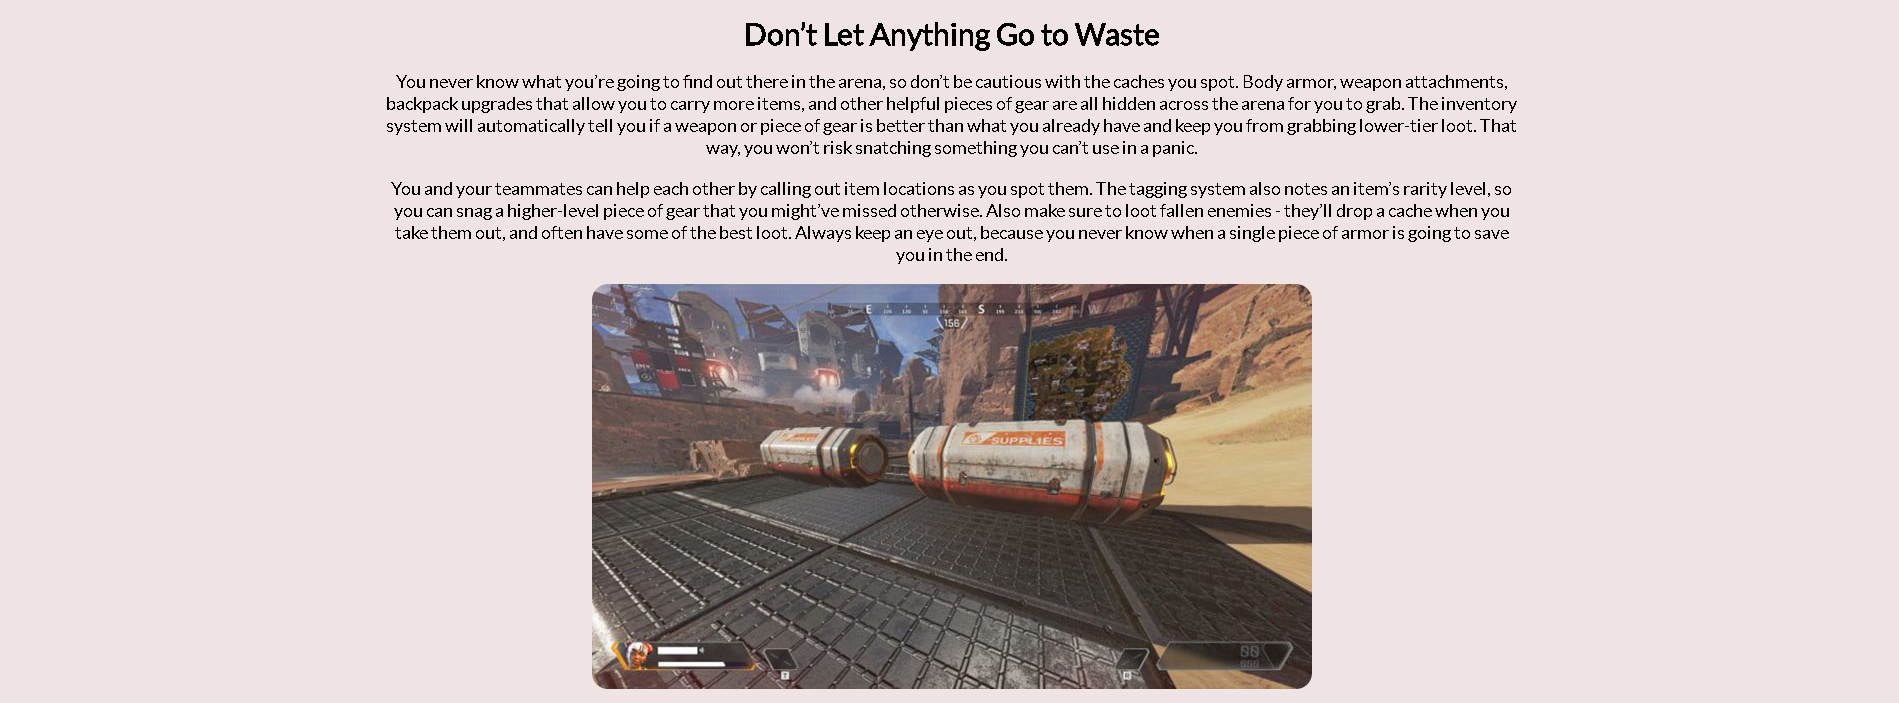 Don’t Let Anything Go to Waste
You never know what you’re going to find out there in the arena, so don’t be cautious with the caches you spot. Body armor, weapon attachments,
backpack upgrades that allow you to carry more items, and other helpful pieces of gear are all hidden across the arena for you to grab. The inventory
system will automatically tell you if a weapon or piece of gear is better than what you already have and keep you from grabbing lower-tier loot. That
way, you won’t risk snatching something you can’t use in a panic.
You and your teammates can help each other by calling out item locations as you spot them. The tagging system also notes an item’s rarity level, so
you can snag a higher-level piece of gear that you might’ve missed otherwise. Also make sure to loot fallen enemies - they’ll drop a cache when you
take them out, and often have some of the best loot. Always keep an eye out, because you never know when a single piece of armor is going to save
you in the end.
E S W
156
SUPPLIES
SUPPLIES
00